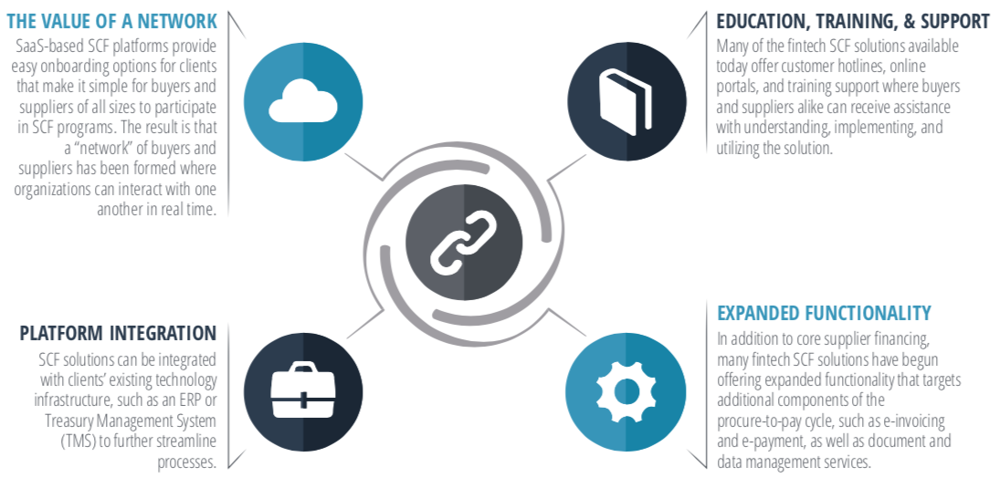 THE VALUE OF A NETWORK
SaaS-based SCF platforms provide
easy onboarding options for clients
that make it simple for buyers and
suppliers of all sizes to participate
in SCF programs. The result is that
a “network” of buyers and
suppliers has been formed where
organizations can interact with one
another in real time.
EDUCATION, TRAINING, & SUPPORT
Many of the fintech SCF solutions available
today offer customer hotlines, online
portals, and training support where buyers
and suppliers alike can receive assistance
with understanding, implementing, and
utilizing the solution.
PLATFORM INTEGRATION
SCF solutions can be integrated
with clients’ existing technology
infrastructure, such as an ERP or
Treasury Management System
(TMS) to further streamline
processes.
EXPANDED FUNCTIONALITY
In addition to core supplier financing,
many fintech SCF solutions have begun
offering expanded functionality that targets
additional components of the
procure-to-pay cycle, such as e-invoicing
and e-payment, as well as document and
data management services.